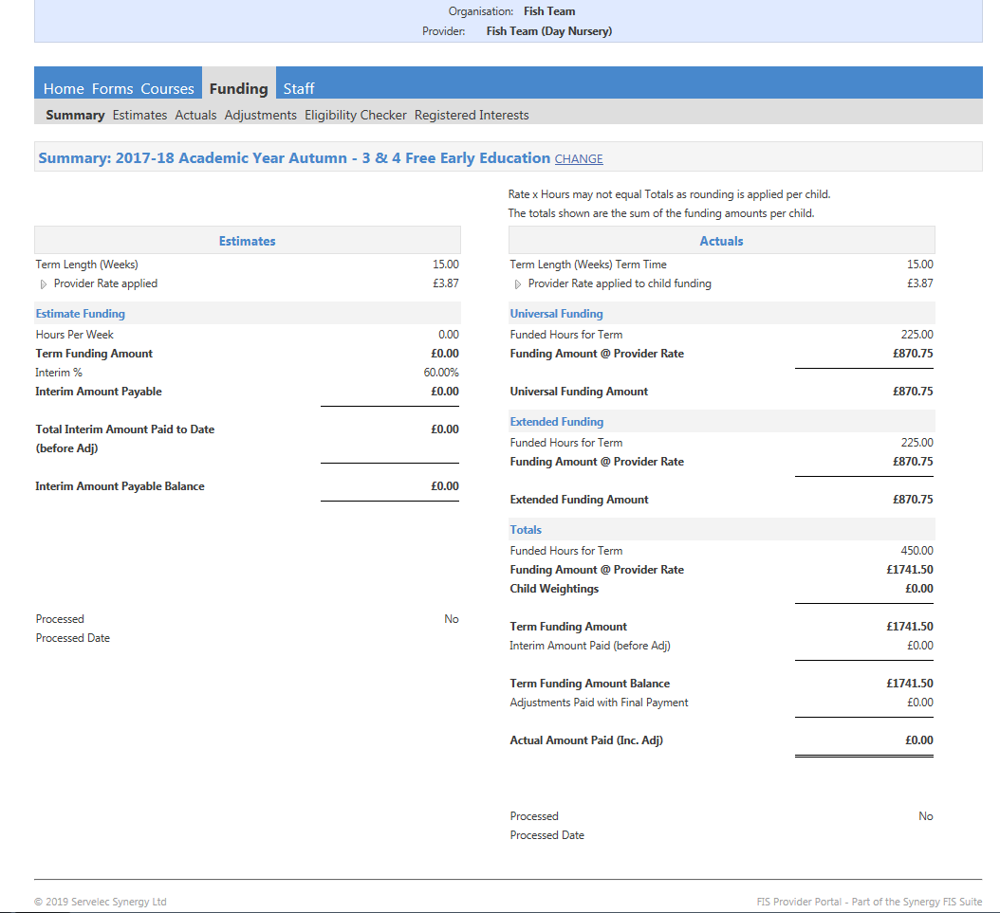 Organisation: Fish Team
Provider: Fish Team (Day Nursery)
Home Forms Courses Funding Staff
Summary Estimates Actuals Adjustments Eligibility Checker Registered Interests
Summary: 2017-18 Academic Year Autumn - 3 & 4 Free Early Education CHANGE
Rate x Hours may not equal Totals as rounding is applied per child.
The totals shown are the sum of the funding amounts per child.
Estimates
Term Length (Weeks) 15.00
Provider Rate applied £3.87
Estimate Funding
Hours Per Week 0.00
Term Funding Amount £0.00
Interim % 60.00%
Interim Amount Payable £0.00
Total Interim Amount Paid to Date £0.00
(before Adj)
Interim Amount Payable Balance £0.00
Processed No
Processed Date
Actuals
Term Length (Weeks) Term Time 15.00
Provider Rate applied to child funding £3.87
Universal Funding
Funded Hours for Term 225.00
Funding Amount @ Provider Rate £870.75
Universal Funding Amount £870.75
Extended Funding
Funded Hours for Term 225.00
Funding Amount @ Provider Rate £870.75
Extended Funding Amount £870.75
Totals
Funded Hours for Term 450.00
Funding Amount @ Provider Rate £1741.50
Child Weightings £0.00
Term Funding Amount £1741.50
Interim Amount Paid (before Adj) £0.00
Term Funding Amount Balance £1741.50
Adjustments Paid with Final Payment £0.00
Actual Amount Paid (Inc. Adj) £0.00
Processed No
Processed Date
© 2019 Servelec Synergy Ltd
FIS Provider Portal - Part of the Synergy FIS Suite